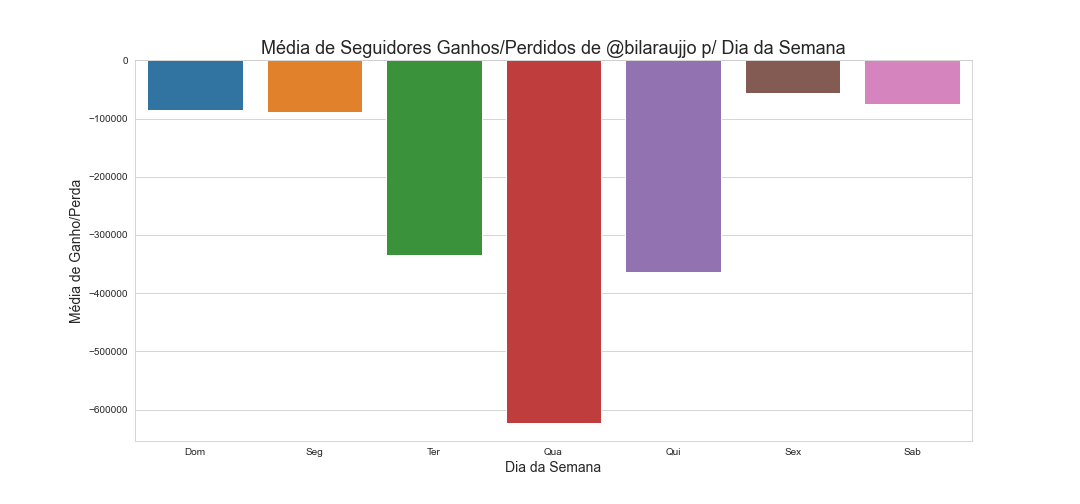 Média de Seguidores Ganhos/Perdidos de @bilaraujjo p/ Dia da Semana
0
−100000
−200000
−300000
−400000
−500000
−600000
Média de Ganho/Perda
Dom Seg Ter Qua Qui Sex Sab
Dia da Semana